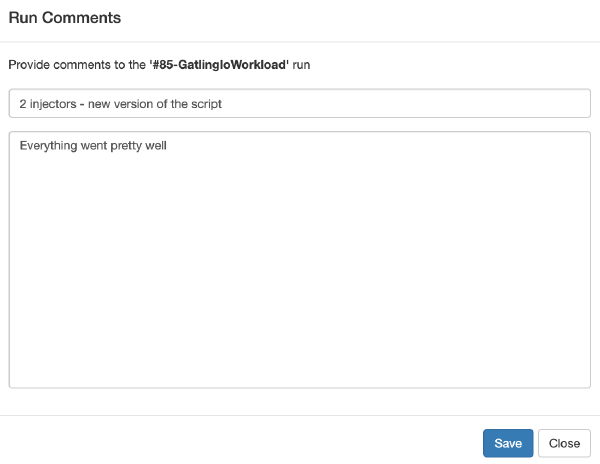 Run Comments
Provide comments to the '#85-GatlingIoWorkload' run
2 injectors - new version of the script
Everything went pretty well
Save Close